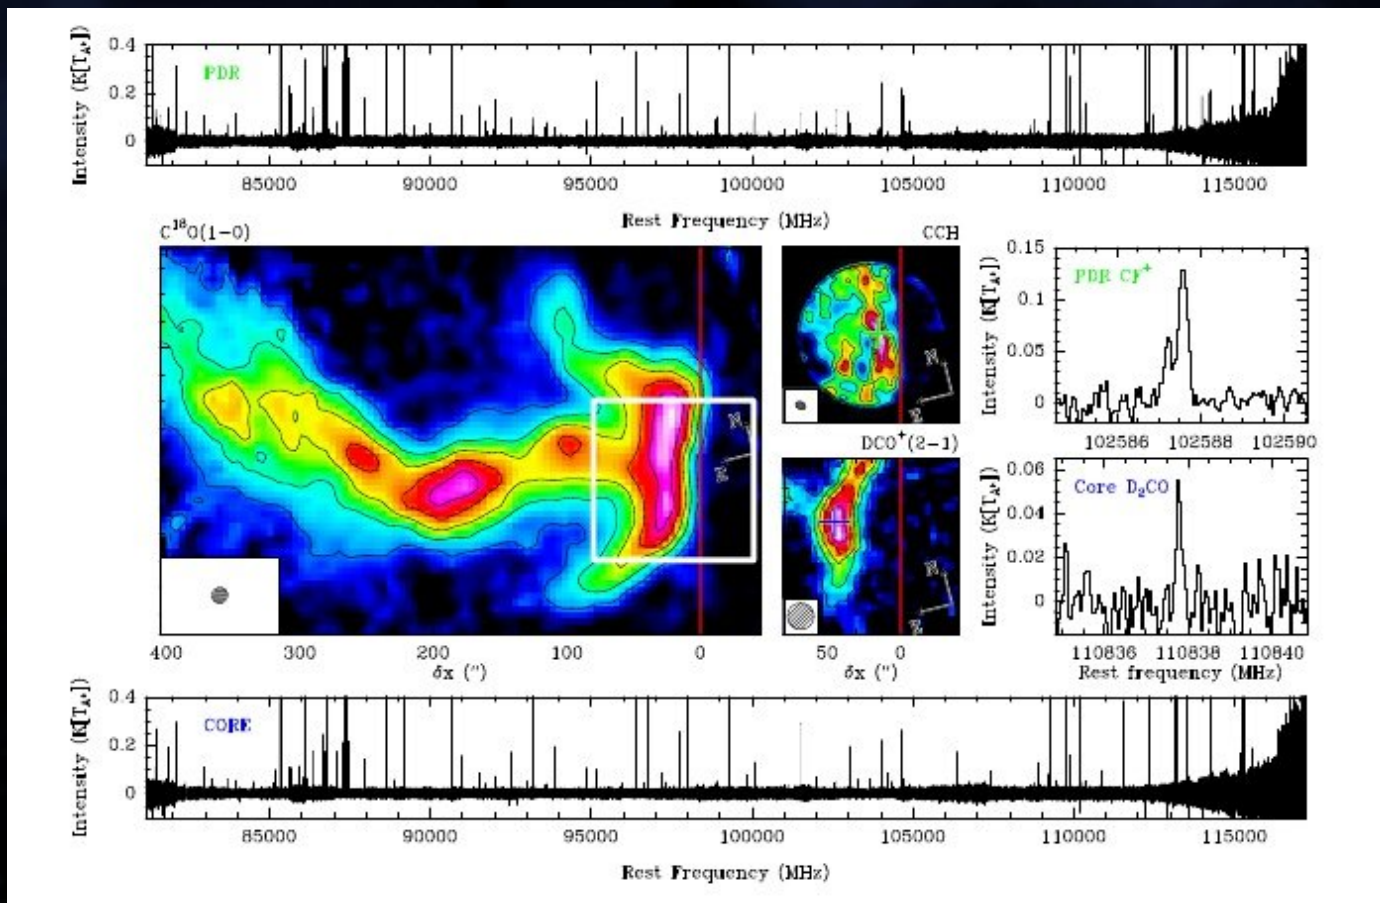 Intensity (K[T_A*])
0.4
0.2
0
PDR
85000 90000 95000 100000 105000 110000 115000
Rest Frequency (MHz)
C¹⁸O(1-0)
N
E
400 300 200 100 0
δx (")
CCH
N
E
DCO⁺(2-1)
N
E
50 0
δx (")
Intensity (K[T_A*])
0.15
0.1
0.05
0
PDR CF⁺
102586 102588 102590
Intensity (K[T_A*])
0.06
0.04
0.02
0
Core D₂CO
110836 110838 110840
Rest frequency (MHz)
Intensity (K[T_A*])
0.4
0.2
0
CORE
85000 90000 95000 100000 105000 110000 115000
Rest Frequency (MHz)